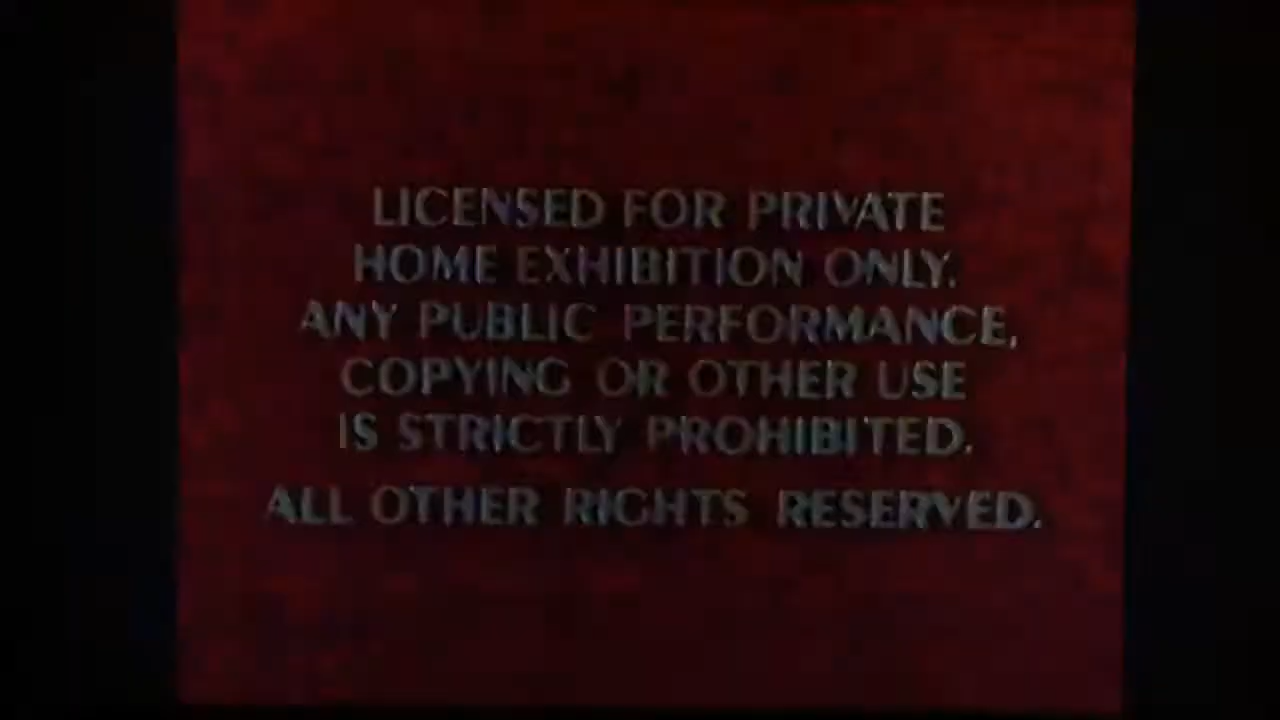 LICENSED FOR PRIVATE
HOME EXHIBITION ONLY.
ANY PUBLIC PERFORMANCE,
COPYING OR OTHER USE
IS STRICTLY PROHIBITED.
ALL OTHER RIGHTS RESERVED.